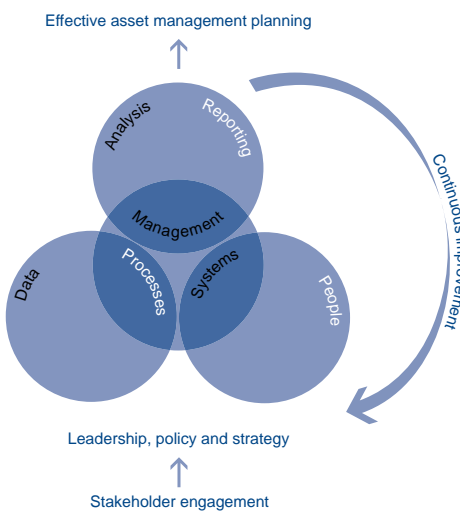 Effective asset management planning
Analysis
Reporting
Management
Continuous improvement
Data
Processes
Systems
People
Leadership, policy and strategy
Stakeholder engagement